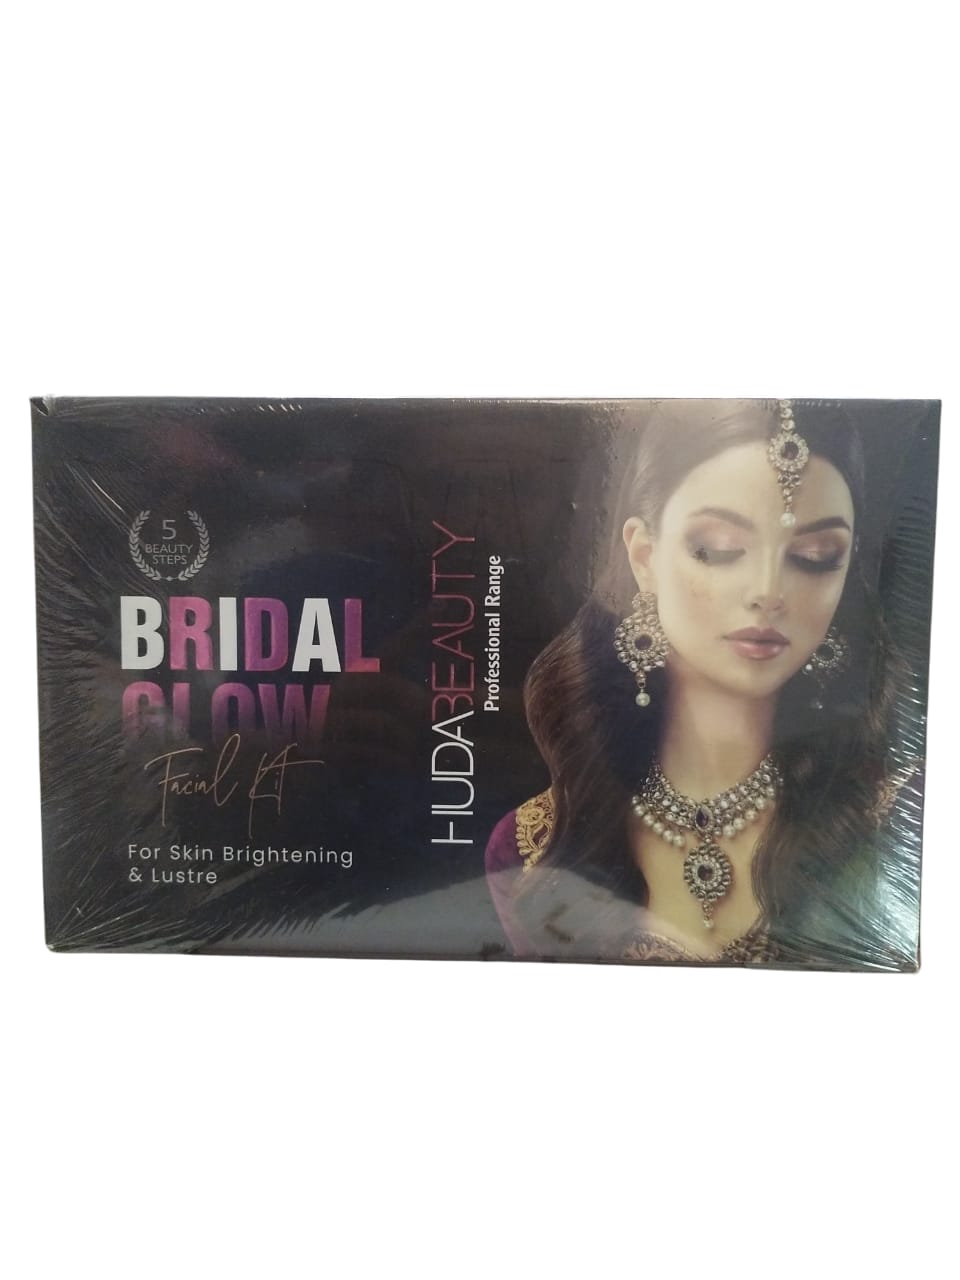 5
BEAUTY
STEPS
BRIDAL
GLOW
Facial Kit
For Skin Brightening
& Lustre
HUDABEAUTY
Professional Range